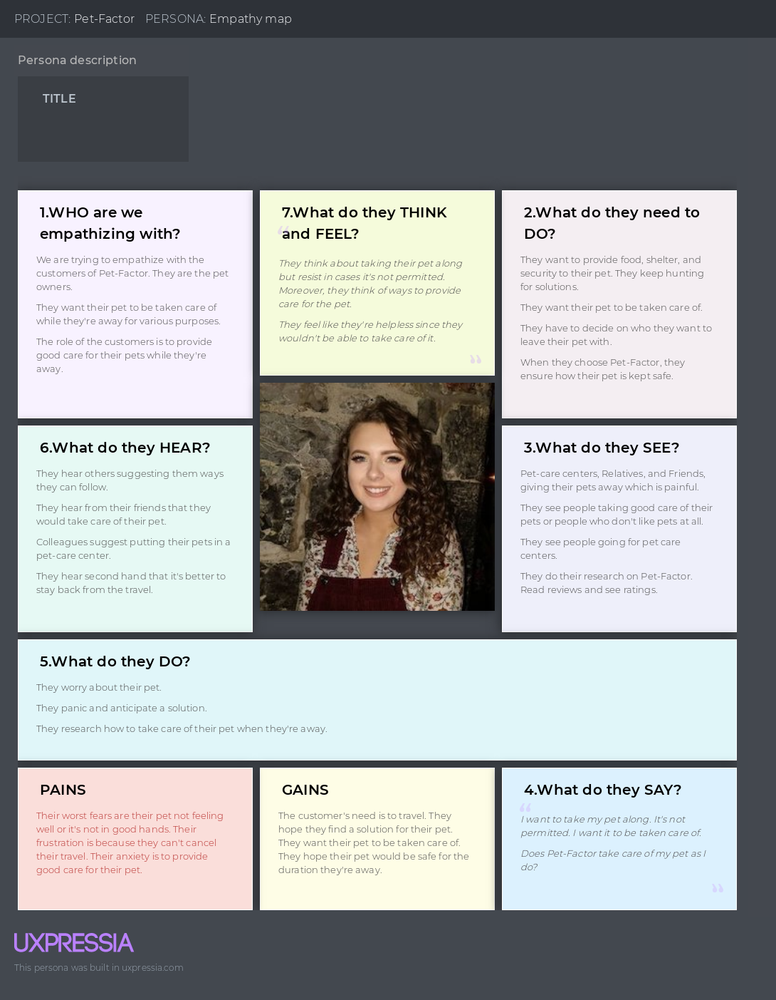 PROJECT: Pet-Factor PERSONA: Empathy map
Persona description
TITLE
1.WHO are we
empathizing with?
We are trying to empathize with the
customers of Pet-Factor. They are the pet
owners.
They want their pet to be taken care of
while they're away for various purposes.
The role of the customers is to provide
good care for their pets while they're
away.
7.What do they THINK
and FEEL?
“
They think about taking their pet along
but resist in cases it's not permitted.
Moreover, they think of ways to provide
care for the pet.
They feel like they're helpless since they
wouldn't be able to take care of it.
”
2.What do they need to
DO?
They want to provide food, shelter, and
security to their pet. They keep hunting
for solutions.
They want their pet to be taken care of.
They have to decide on who they want to
leave their pet with.
When they choose Pet-Factor, they
ensure how their pet is kept safe.
6.What do they HEAR?
They hear others suggesting them ways
they can follow.
They hear from their friends that they
would take care of their pet.
Colleagues suggest putting their pets in a
pet-care center.
They hear second hand that it's better to
stay back from the travel.
3.What do they SEE?
Pet-care centers, Relatives, and Friends,
giving their pets away which is painful.
They see people taking good care of their
pets or people who don't like pets at all.
They see people going for pet care
centers.
They do their research on Pet-Factor.
Read reviews and see ratings.
5.What do they DO?
They worry about their pet.
They panic and anticipate a solution.
They research how to take care of their pet when they're away.
PAINS
Their worst fears are their pet not feeling
well or it's not in good hands. Their
frustration is because they can't cancel
their travel. Their anxiety is to provide
good care for their pet.
GAINS
The customer's need is to travel. They
hope they find a solution for their pet.
They want their pet to be taken care of.
They hope their pet would be safe for the
duration they're away.
4.What do they SAY?
“
I want to take my pet along. It's not
permitted. I want it to be taken care of.
Does Pet-Factor take care of my pet as I
do?
”
UXPRESSIA
This persona was built in uxpressia.com